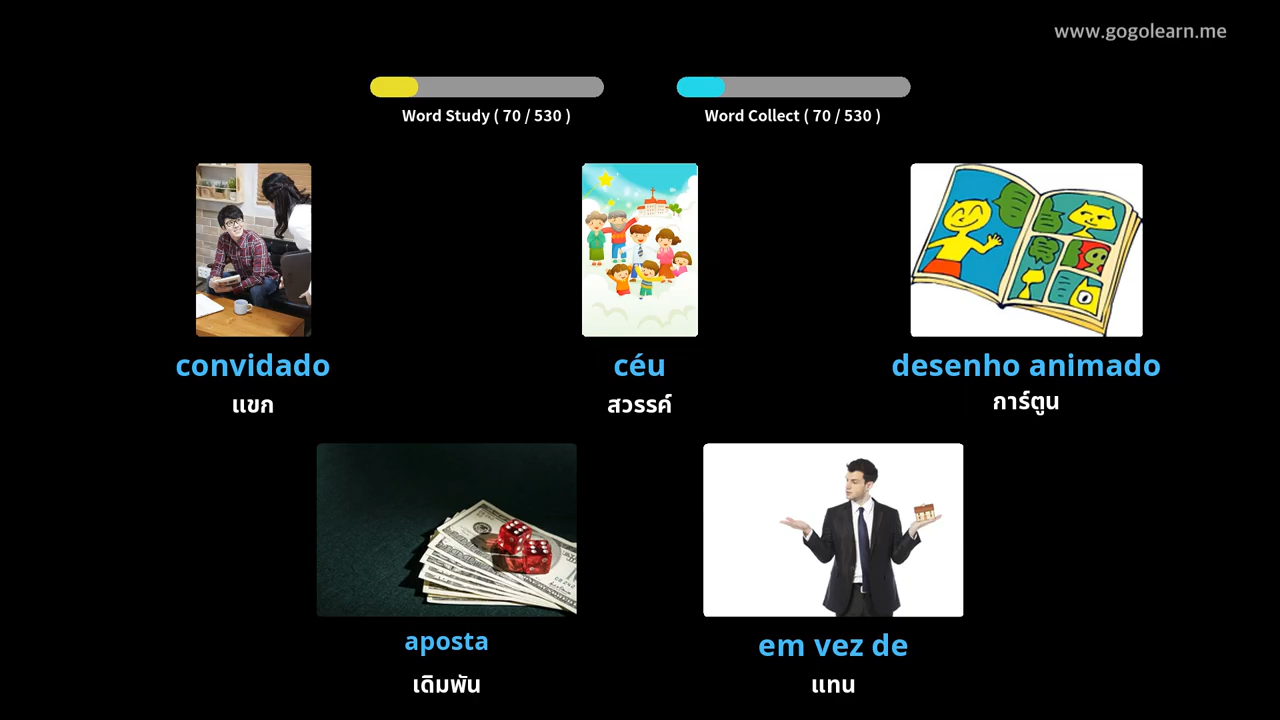 www.gogolearn.me
Word Study ( 70 / 530 )
Word Collect ( 70 / 530 )
convidado
แขก
céu
สวรรค์
desenho animado
การ์ตูน
aposta
เดิมพัน
em vez de
แทน